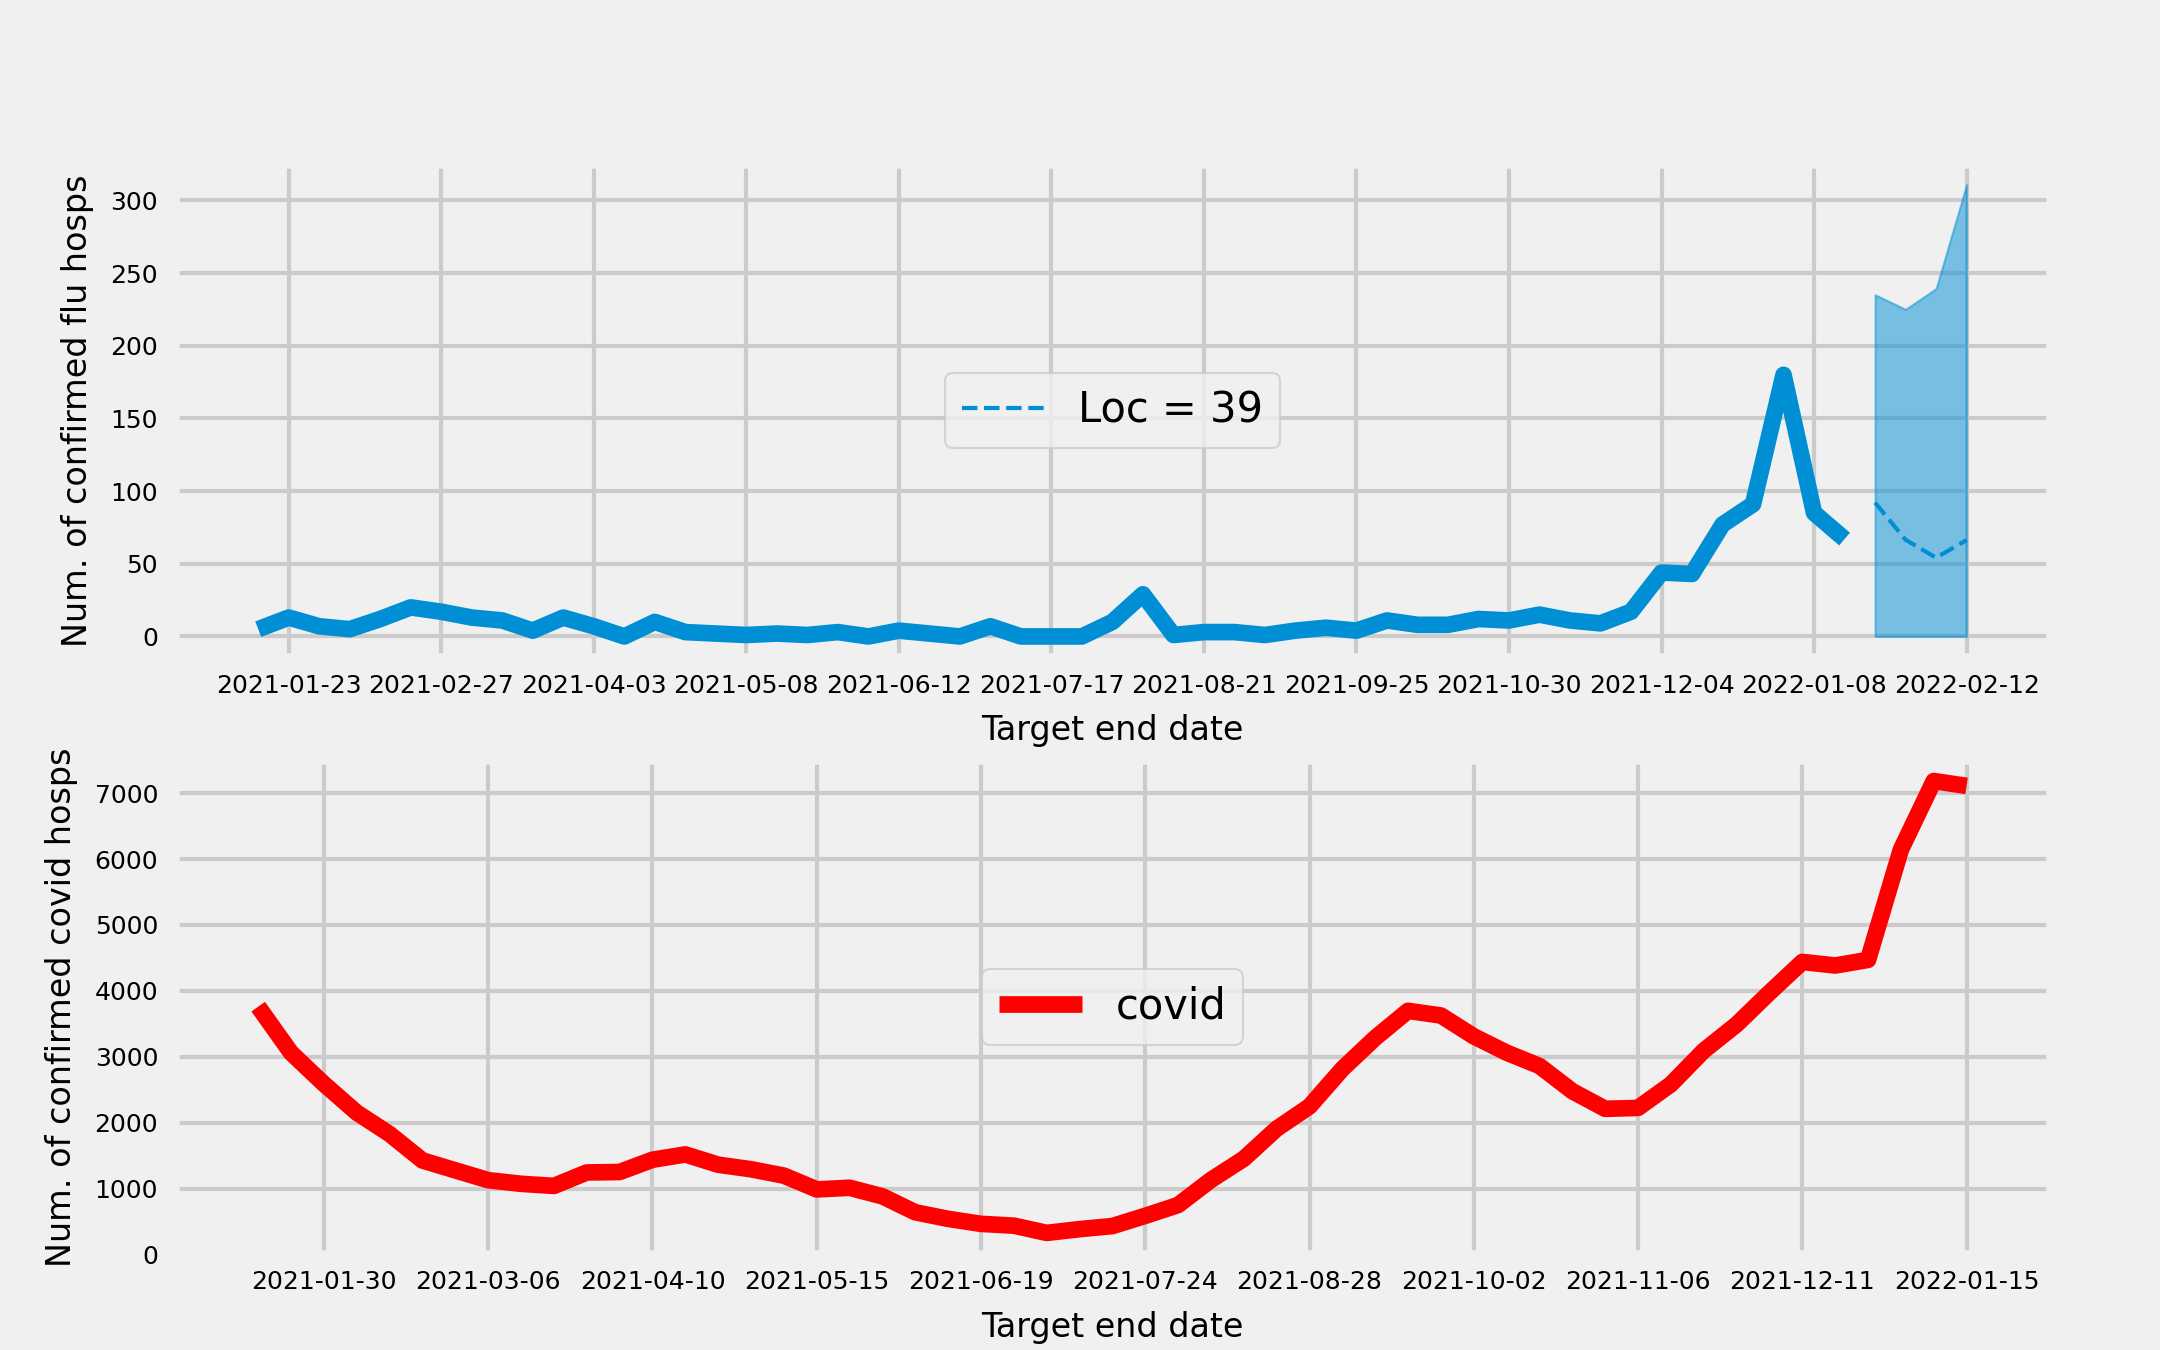 Num. of confirmed flu hosps
300
250
200
150
100
50
0
Loc = 39
2021-01-23 2021-02-27 2021-04-03 2021-05-08 2021-06-12 2021-07-17 2021-08-21 2021-09-25 2021-10-30 2021-12-04 2022-01-08 2022-02-12
Target end date
Num. of confirmed covid hosps
7000
6000
5000
4000
3000
2000
1000
0
covid
2021-01-30 2021-03-06 2021-04-10 2021-05-15 2021-06-19 2021-07-24 2021-08-28 2021-10-02 2021-11-06 2021-12-11 2022-01-15
Target end date